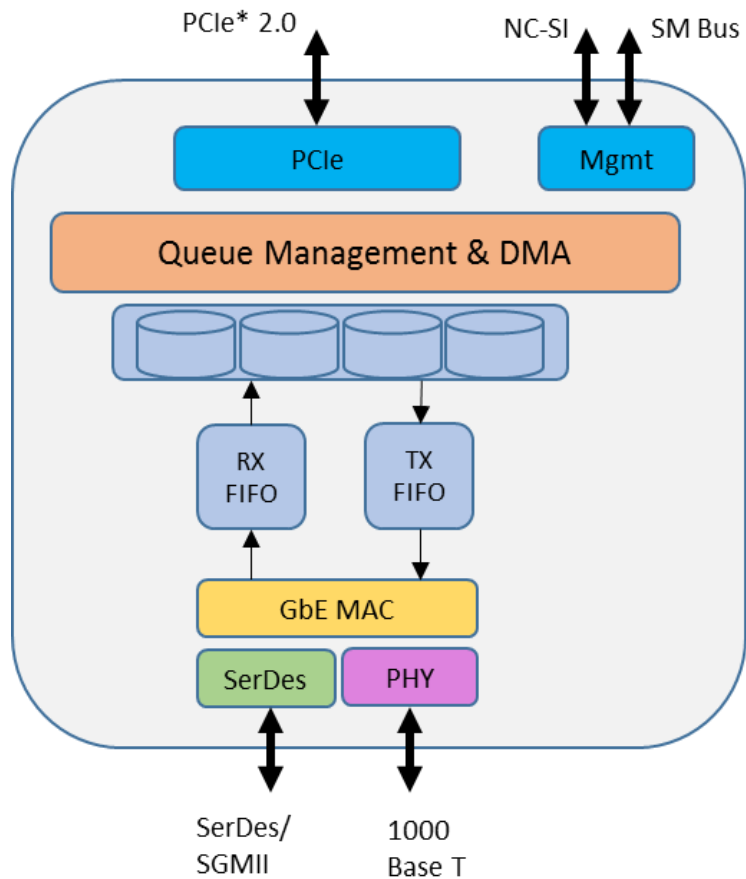 PCIe* 2.0
NC-SI
SM Bus
PCIe
Mgmt
Queue Management & DMA
RX
FIFO
TX
FIFO
GbE MAC
SerDes
PHY
SerDes/
SGMII
1000
Base T